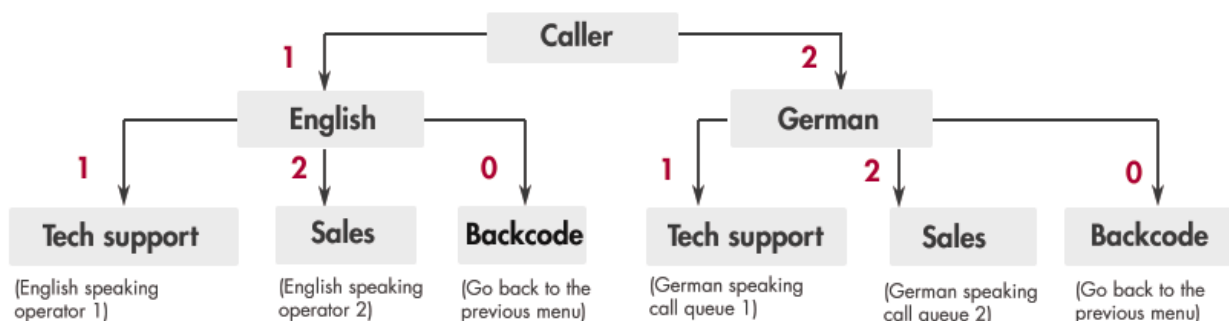 Caller
1
2
English
German
1
2
0
1
2
0
Tech support
Sales
Backcode
Tech support
Sales
Backcode
(English speaking
operator 1)
(English speaking
operator 2)
(Go back to the
previous menu)
(German speaking
call queue 1)
(German speaking
call queue 2)
(Go back to the
previous menu)